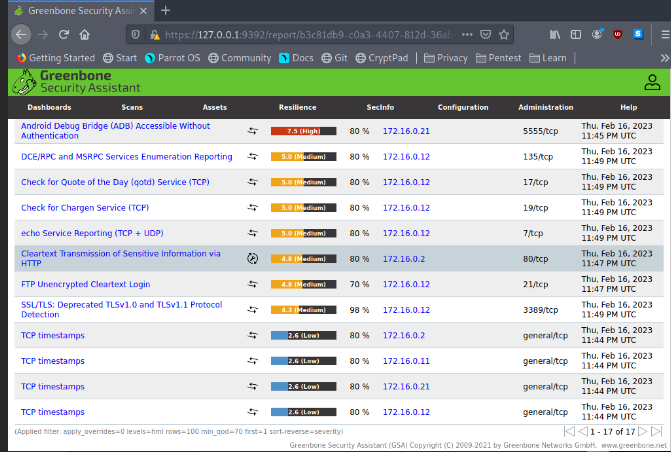 Greenbone Security Assist
https://127.0.0.1:9392/report/b3c81db9-c0a3-4407-812d-36ab
Getting Started Start Parrot OS Community Docs Git CryptPad Privacy Pentest Learn
Greenbone
Security Assistant
Dashboards Scans Assets Resilience SecInfo Configuration Administration Help
Android Debug Bridge (ADB) Accessible Without
Authentication 7.5 (High) 80 % 172.16.0.21 5555/tcp Thu, Feb 16, 2023
11:45 PM UTC
DCE/RPC and MSRPC Services Enumeration Reporting 5.0 (Medium) 80 % 172.16.0.12 135/tcp Thu, Feb 16, 2023
11:49 PM UTC
Check for Quote of the Day (qotd) Service (TCP) 5.0 (Medium) 80 % 172.16.0.12 17/tcp Thu, Feb 16, 2023
11:49 PM UTC
Check for Chargen Service (TCP) 5.0 (Medium) 80 % 172.16.0.12 19/tcp Thu, Feb 16, 2023
11:49 PM UTC
echo Service Reporting (TCP + UDP) 5.0 (Medium) 80 % 172.16.0.12 7/tcp Thu, Feb 16, 2023
11:49 PM UTC
Cleartext Transmission of Sensitive Information via
HTTP 4.8 (Medium) 80 % 172.16.0.2 80/tcp Thu, Feb 16, 2023
11:47 PM UTC
FTP Unencrypted Cleartext Login 4.8 (Medium) 70 % 172.16.0.12 21/tcp Thu, Feb 16, 2023
11:47 PM UTC
SSL/TLS: Deprecated TLSv1.0 and TLSv1.1 Protocol
Detection 4.3 (Medium) 98 % 172.16.0.12 3389/tcp Thu, Feb 16, 2023
11:49 PM UTC
TCP timestamps 2.6 (Low) 80 % 172.16.0.2 general/tcp Thu, Feb 16, 2023
11:44 PM UTC
TCP timestamps 2.6 (Low) 80 % 172.16.0.11 general/tcp Thu, Feb 16, 2023
11:44 PM UTC
TCP timestamps 2.6 (Low) 80 % 172.16.0.21 general/tcp Thu, Feb 16, 2023
11:44 PM UTC
TCP timestamps 2.6 (Low) 80 % 172.16.0.12 general/tcp Thu, Feb 16, 2023
11:44 PM UTC
(Applied filter: apply_overrides=0 levels=hml rows=100 min_qod=70 first=1 sort-reverse=severity) 1 - 17 of 17
Greenbone Security Assistant (GSA) Copyright (C) 2009-2021 by Greenbone Networks GmbH, www.greenbone.net